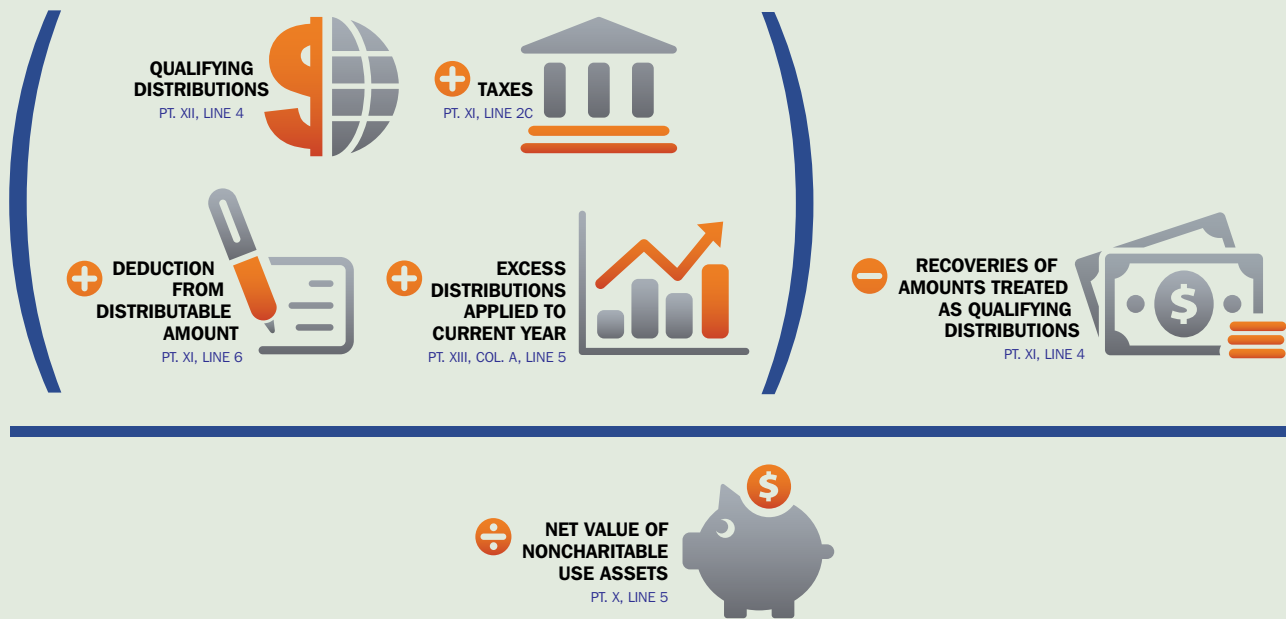 QUALIFYING
DISTRIBUTIONS
PT. XII, LINE 4
TAXES
PT. XI, LINE 2C
DEDUCTION
FROM
DISTRIBUTABLE
AMOUNT
PT. XI, LINE 6
EXCESS
DISTRIBUTIONS
APPLIED TO
CURRENT YEAR
PT. XIII, COL. A, LINE 5
RECOVERIES OF
AMOUNTS TREATED
AS QUALIFYING
DISTRIBUTIONS
PT. XI, LINE 4
NET VALUE OF
NONCHARITABLE
USE ASSETS
PT. X, LINE 5